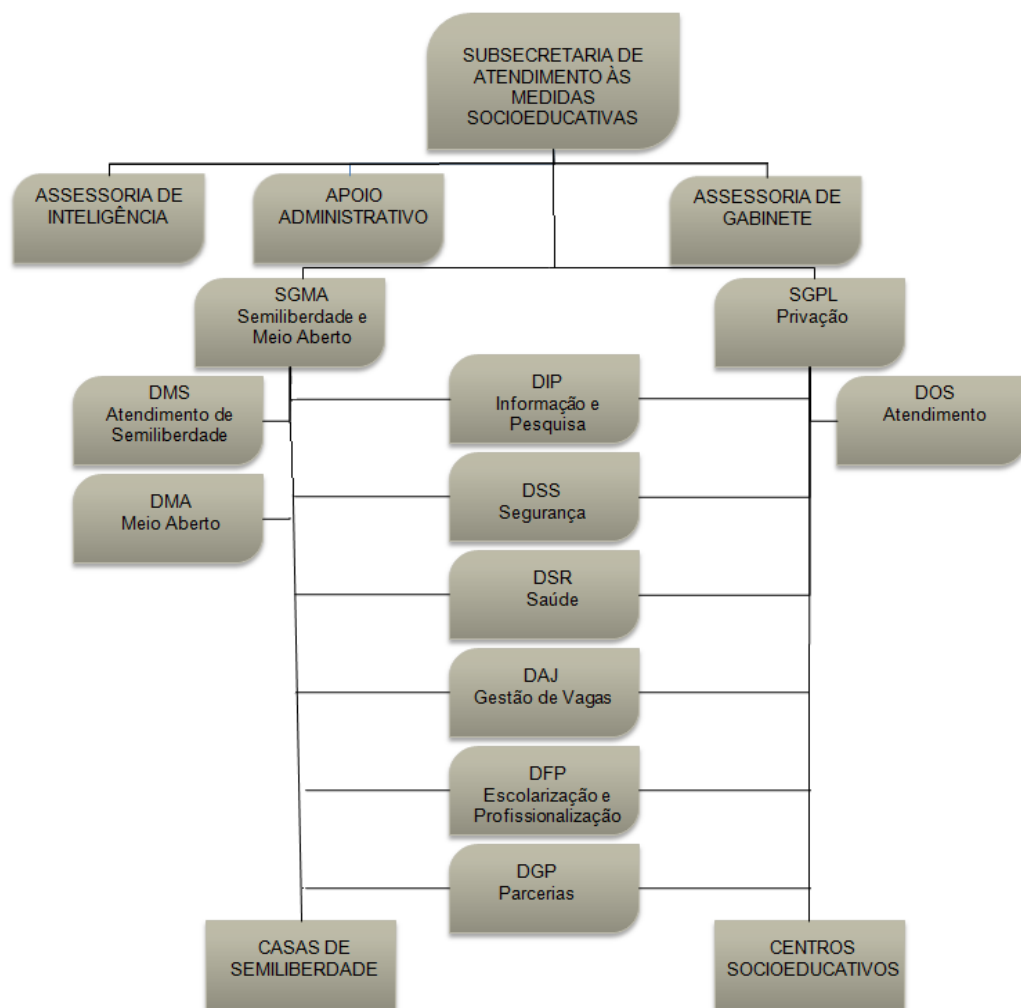 SUBSECRETARIA DE
ATENDIMENTO ÀS
MEDIDAS
SOCIOEDUCATIVAS
ASSESSORIA DE
INTELIGÊNCIA
APOIO
ADMINISTRATIVO
ASSESSORIA DE
GABINETE
SGMA
Semiliberdade e
Meio Aberto
SGPL
Privação
DMS
Atendimento de
Semiliberdade
DIP
Informação e
Pesquisa
DOS
Atendimento
DMA
Meio Aberto
DSS
Segurança
DSR
Saúde
DAJ
Gestão de Vagas
DFP
Escolarização e
Profissionalização
DGP
Parcerias
CASAS DE
SEMILIBERDADE
CENTROS
SOCIOEDUCATIVOS